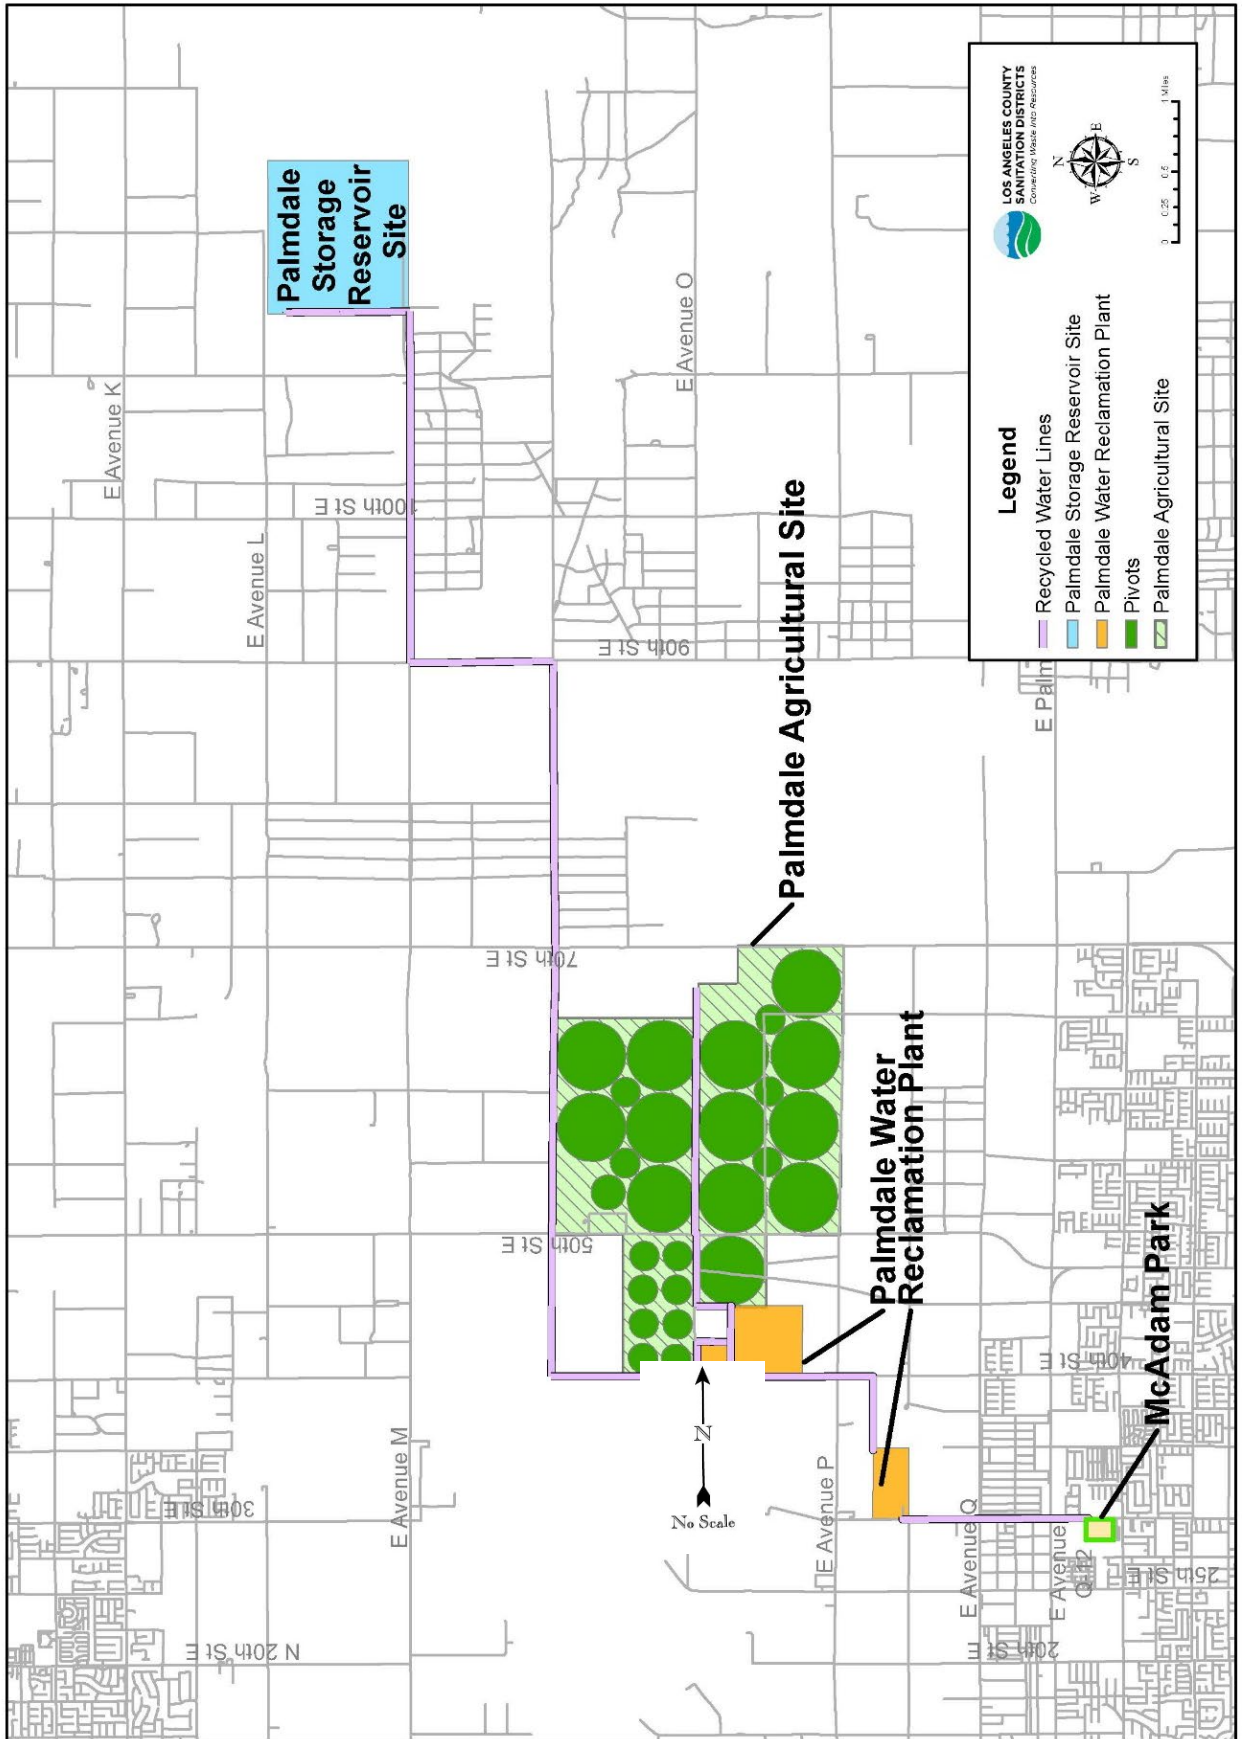 Palmdale
Storage
Reservoir
Site
E Avenue K
E Avenue L
100th St E
E Avenue O
90th St E
Palmdale Agricultural Site
E Palm
70th St E
50th St E
Palmdale Water
Reclamation Plant
McAdam Park
40th St E
E Avenue M
30th St E
N 20th St E
N
No Scale
E Avenue P
E Avenue Q
E Avenue
Q-12
25th St E
20th St E
LOS ANGELES COUNTY
SANITATION DISTRICTS
Converting Waste Into Resources
N
W E
S
0 0.25 0.5 1 Miles
Legend
Recycled Water Lines
Palmdale Storage Reservoir Site
Palmdale Water Reclamation Plant
Pivots
Palmdale Agricultural Site